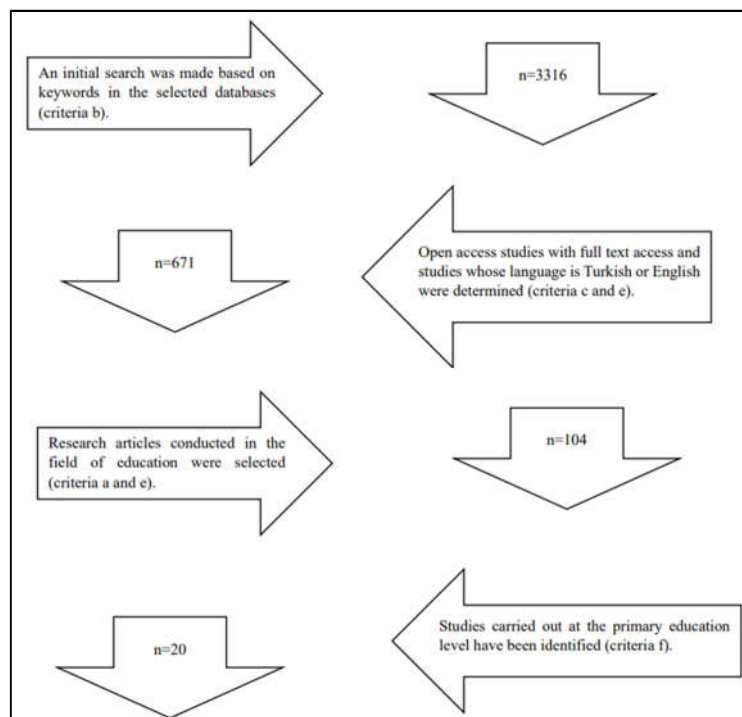 An initial search was made based on
keywords in the selected databases
(criteria b).
n=3316
Open access studies with full text access and
studies whose language is Turkish or English
were determined (criteria c and e).
n=671
Research articles conducted in the
field of education were selected
(criteria a and e).
n=104
Studies carried out at the primary education
level have been identified (criteria f).
n=20